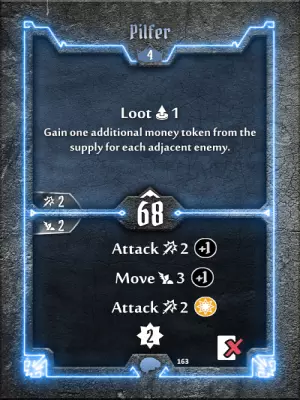 Pilfer
4
Loot 1
Gain one additional money token from the
supply for each adjacent enemy.
2
68
2
Attack 2 +1
Move 3 +1
Attack 2
2
163